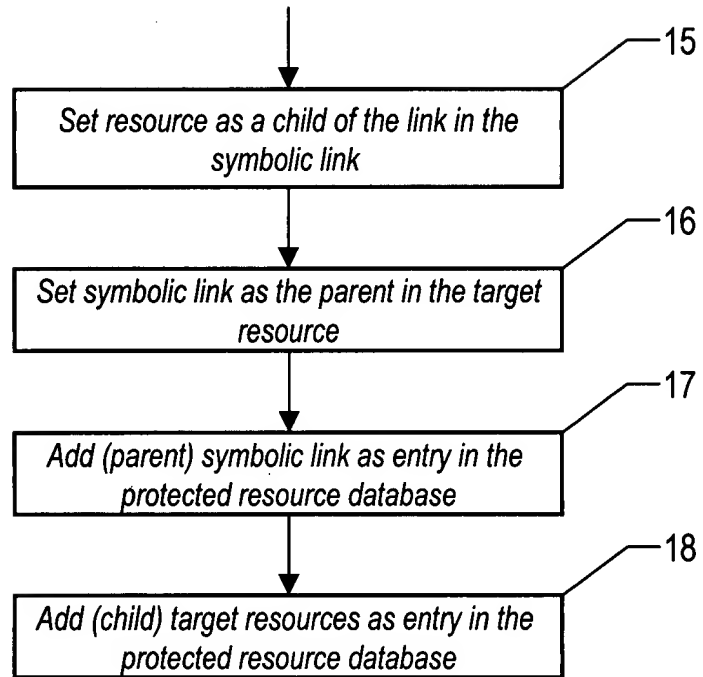 15
Set resource as a child of the link in the
symbolic link
16
Set symbolic link as the parent in the target
resource
17
Add (parent) symbolic link as entry in the
protected resource database
18
Add (child) target resources as entry in the
protected resource database